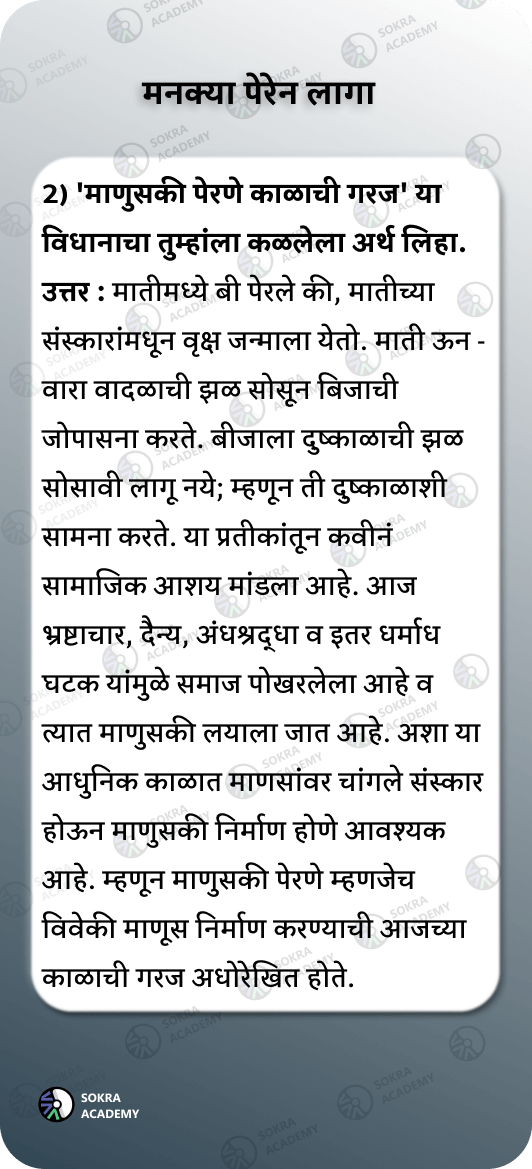 मनक्या पेरेन लागा
2) 'माणुसकी पेरणे काळाची गरज' या
विधानाचा तुम्हांला कळलेला अर्थ लिहा.
उत्तर : मातीमध्ये बी पेरले की, मातीच्या
संस्कारांमधून वृक्ष जन्माला येतो. माती ऊन -
वारा वादळाची झळ सोसून बिजाची
जोपासना करते. बीजाला दुष्काळाची झळ
सोसावी लागू नये; म्हणून ती दुष्काळाशी
सामना करते. या प्रतीकांतून कवीनं
सामाजिक आशय मांडला आहे. आज
भ्रष्टाचार, दैन्य, अंधश्रद्धा व इतर धर्माध
घटक यांमुळे समाज पोखरलेला आहे व
त्यात माणुसकी लयाला जात आहे. अशा या
आधुनिक काळात माणसांवर चांगले संस्कार
होऊन माणुसकी निर्माण होणे आवश्यक
आहे. म्हणून माणुसकी पेरणे म्हणजेच
विवेकी माणूस निर्माण करण्याची आजच्या
काळाची गरज अधोरेखित होते.
SOKRA
ACADEMY